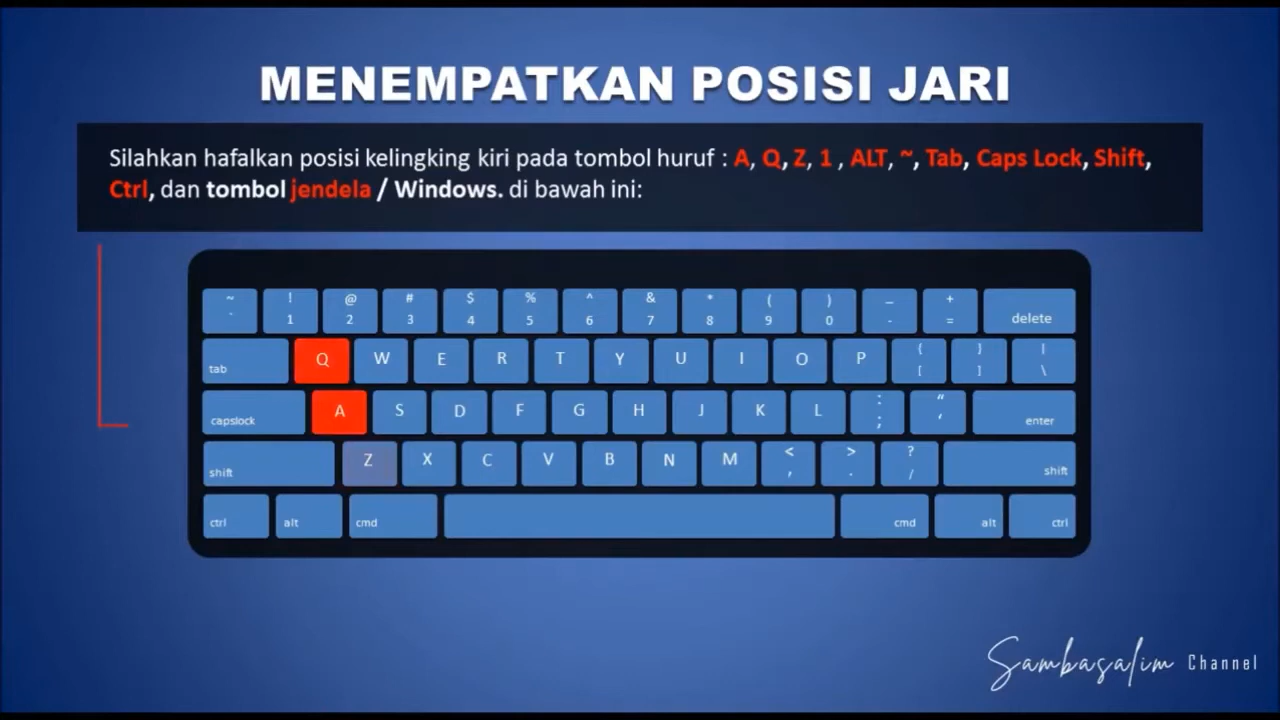 MENEMPATKAN POSISI JARI
Silahkan hafalkan posisi kelingking kiri pada tombol huruf : A, Q, Z, 1 , ALT, ~, Tab, Caps Lock, Shift,
Ctrl, dan tombol jendela / Windows. di bawah ini:
~ ! @ # $ % ^ & * ( ) _ +
` 1 2 3 4 5 6 7 8 9 0 - = delete
tab Q W E R T Y U I O P { [ } ] | \
capslock A S D F G H J K L : ; “ ‘ enter
shift Z X C V B N M < , > . ? / shift
ctrl alt cmd cmd alt ctrl
Sambasalim Channel